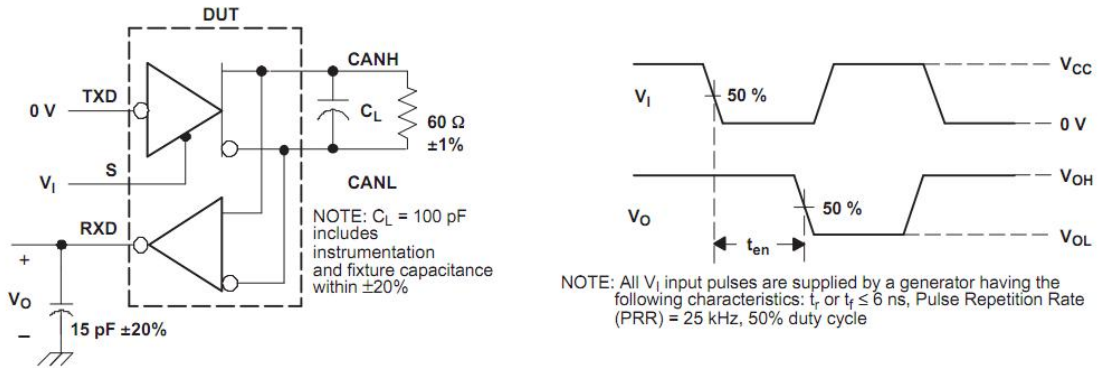 DUT
CANH
TXD
0 V
C_L
60 Ω
±1%
S
V_I
CANL
RXD
NOTE: C_L = 100 pF
includes
instrumentation
and fixture capacitance
within ±20%
+
V_O
15 pF ±20%
−
V_CC
V_I
50 %
0 V
V_OH
V_O
50 %
t_en
V_OL
NOTE: All V_I input pulses are supplied by a generator having the
following characteristics: t_r or t_f ≤ 6 ns, Pulse Repetition Rate
(PRR) = 25 kHz, 50% duty cycle